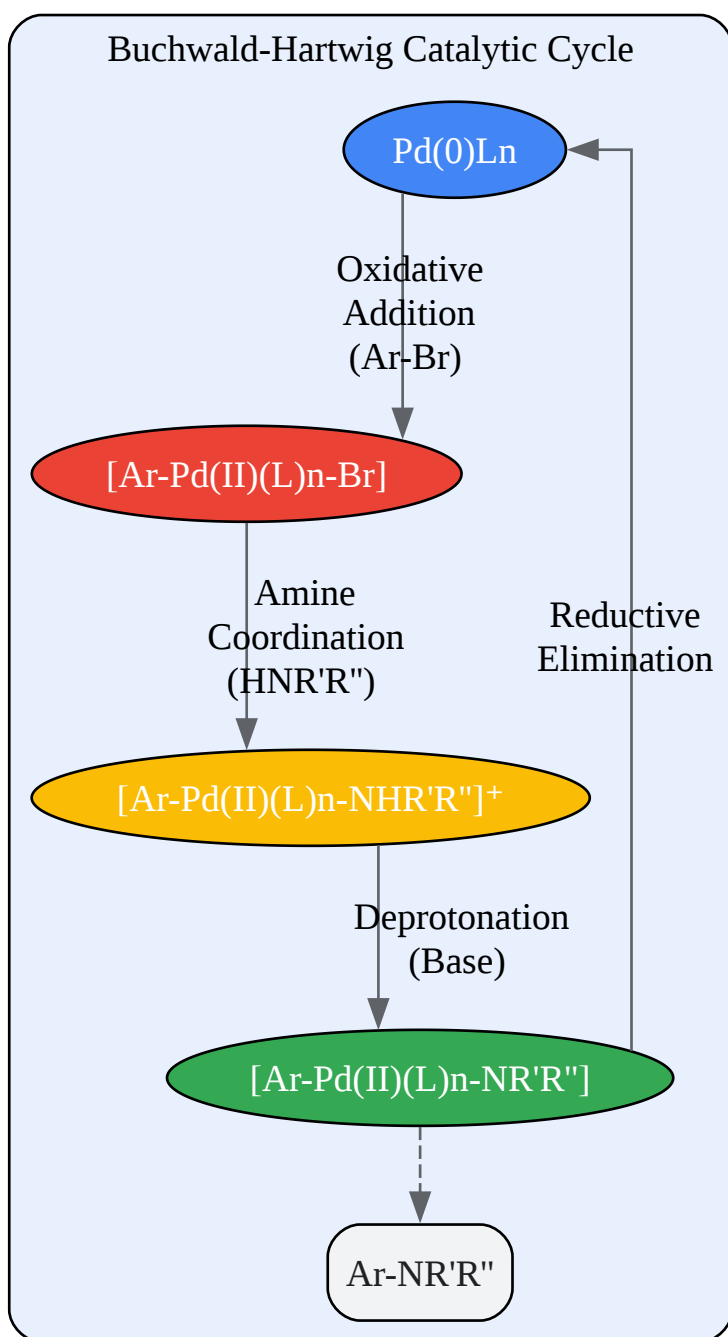 Buchwald-Hartwig Catalytic Cycle
Pd(0)Ln
Oxidative
Addition
(Ar-Br)
[Ar-Pd(II)(L)n-Br]
Amine
Coordination
(HNR'R")
Reductive
Elimination
[Ar-Pd(II)(L)n-NHR'R"]⁺
Deprotonation
(Base)
[Ar-Pd(II)(L)n-NR'R"]
Ar-NR'R"